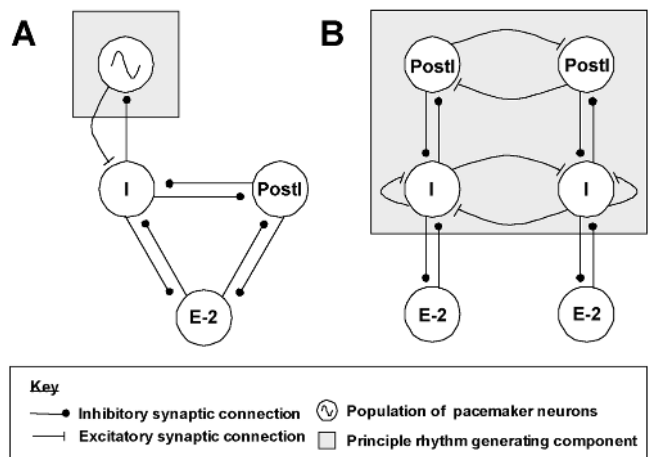 A
B
PostI
PostI
I
PostI
I
I
E-2
E-2
E-2
Key
Inhibitory synaptic connection
Population of pacemaker neurons
Excitatory synaptic connection
Principle rhythm generating component